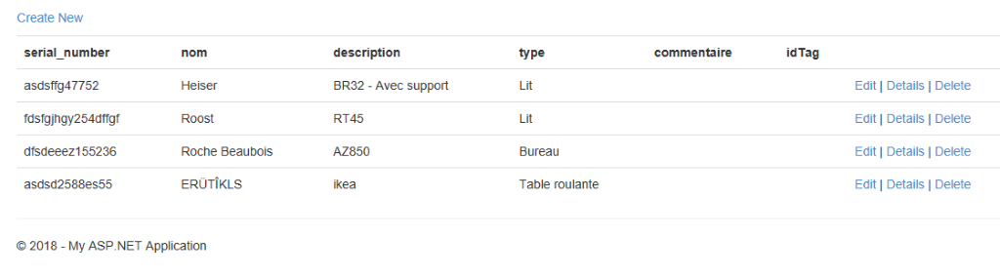 Create New
serial_number nom description type commentaire idTag
asdsffg47752 Heiser BR32 - Avec support Lit Edit | Details | Delete
fdsfgjhgy254dffgf Roost RT45 Lit Edit | Details | Delete
dfsdeeez155236 Roche Beaubois AZ850 Bureau Edit | Details | Delete
asdsd2588es55 ERÜTÎKLS ikea Table roulante Edit | Details | Delete
© 2018 - My ASP.NET Application